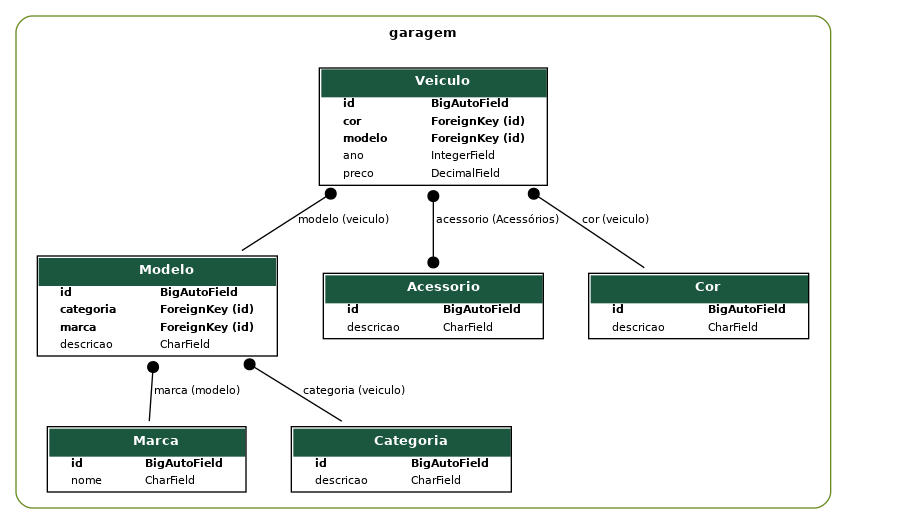 garagem
Veiculo
id BigAutoField
cor ForeignKey (id)
modelo ForeignKey (id)
ano IntegerField
preco DecimalField
modelo (veiculo)
acessorio (Acessórios)
cor (veiculo)
Modelo
id BigAutoField
categoria ForeignKey (id)
marca ForeignKey (id)
descricao CharField
Acessorio
id BigAutoField
descricao CharField
Cor
id BigAutoField
descricao CharField
marca (modelo)
categoria (veiculo)
Marca
id BigAutoField
nome CharField
Categoria
id BigAutoField
descricao CharField